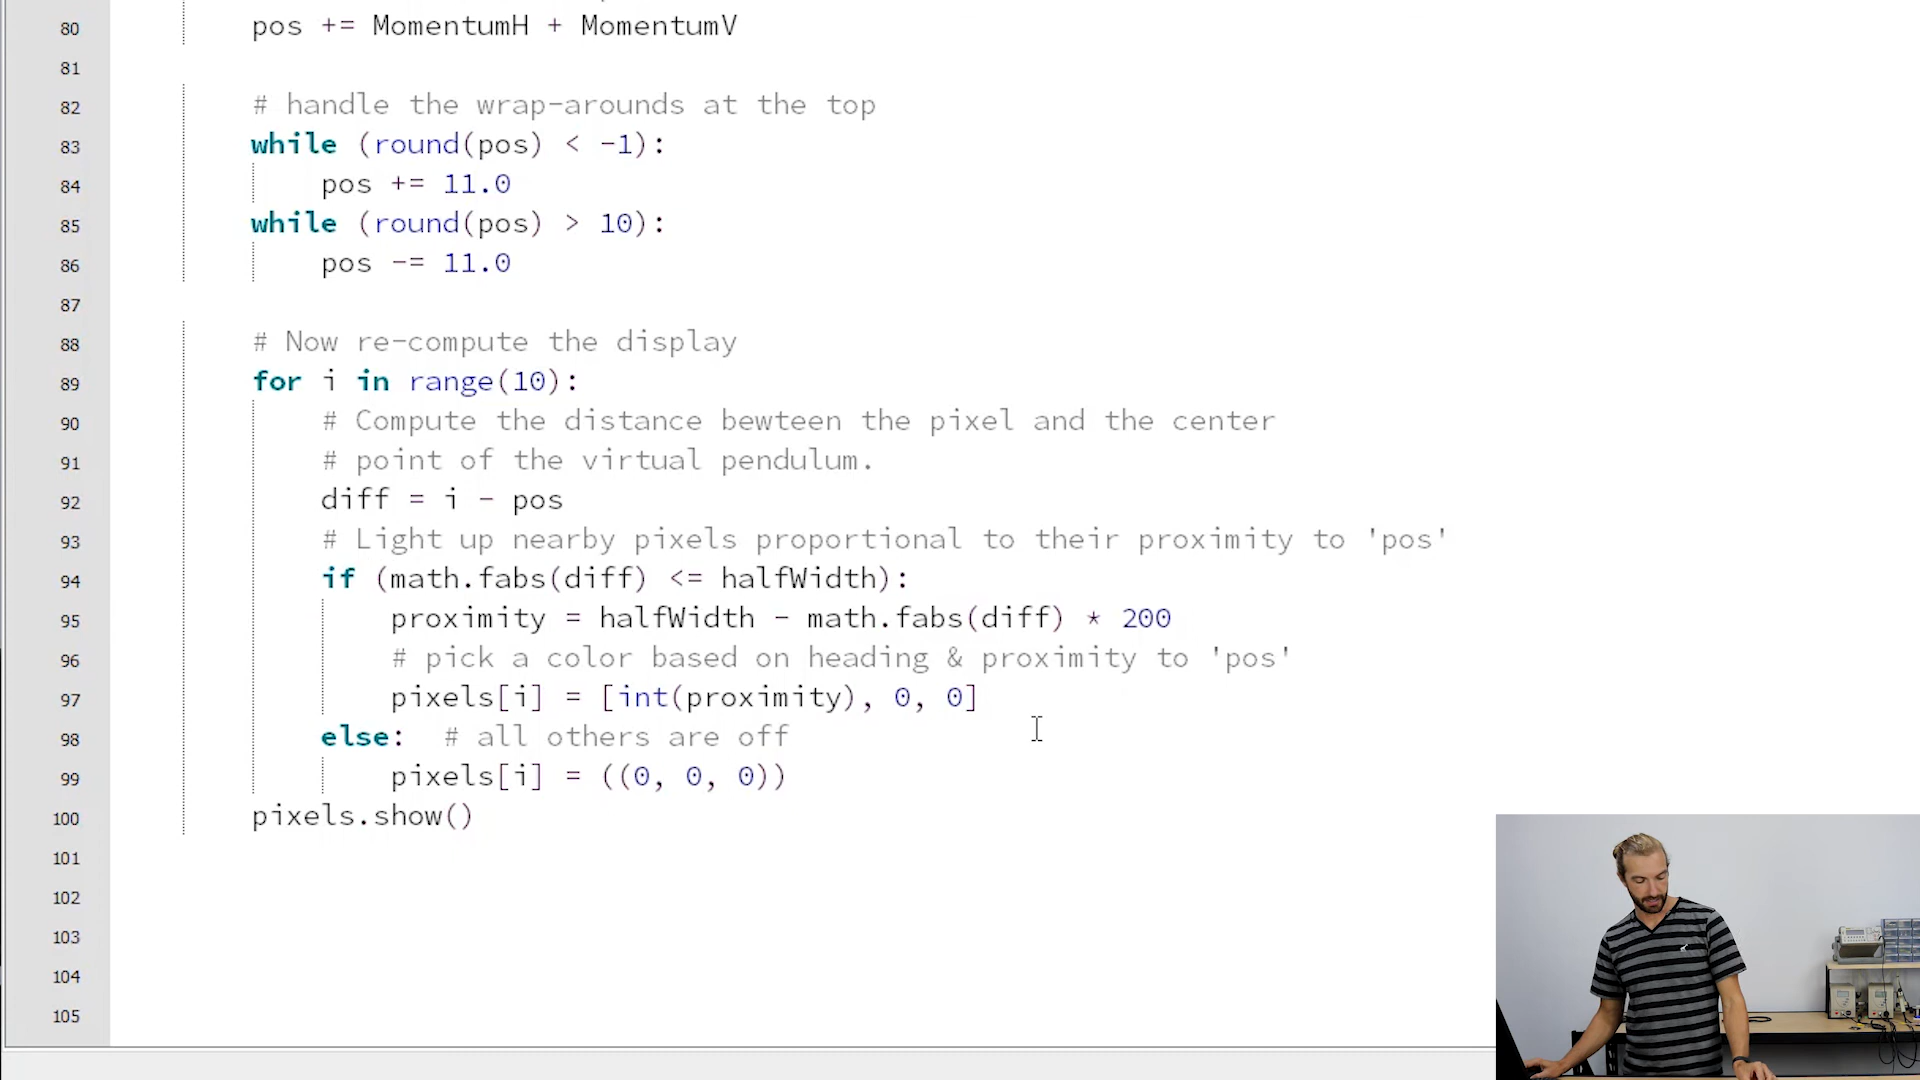 80 pos += MomentumH + MomentumV
81
82 # handle the wrap-arounds at the top
83 while (round(pos) < -1):
84 pos += 11.0
85 while (round(pos) > 10):
86 pos -= 11.0
87
88 # Now re-compute the display
89 for i in range(10):
90 # Compute the distance bewteen the pixel and the center
91 # point of the virtual pendulum.
92 diff = i - pos
93 # Light up nearby pixels proportional to their proximity to 'pos'
94 if (math.fabs(diff) <= halfWidth):
95 proximity = halfWidth - math.fabs(diff) * 200
96 # pick a color based on heading & proximity to 'pos'
97 pixels[i] = [int(proximity), 0, 0]
98 else: # all others are off
99 pixels[i] = ((0, 0, 0))
100 pixels.show()
101
102
103
104
105